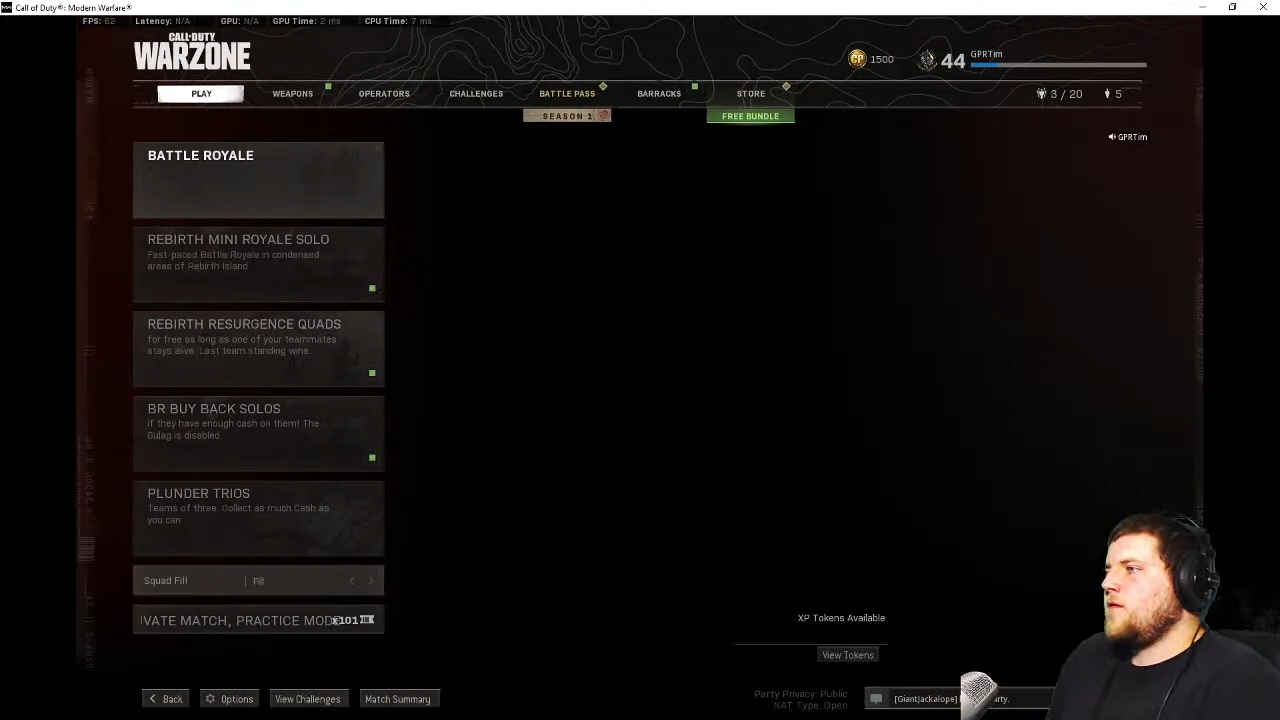 Call of Duty®: Modern Warfare®
FPS: 62 Latency: N/A GPU: N/A GPU Time: 2 ms CPU Time: 7 ms
CALL·DUTY
WARZONE
CP 1500
44 GPRTim
PLAY WEAPONS OPERATORS CHALLENGES BATTLE PASS BARRACKS STORE
3 / 20 5
SEASON 1 FREE BUNDLE
GPRTim
BATTLE ROYALE
REBIRTH MINI ROYALE SOLO
Fast-paced Battle Royale in condensed
areas of Rebirth Island
REBIRTH RESURGENCE QUADS
for free as long as one of your teammates
stays alive. Last team standing wins.
BR BUY BACK SOLOS
if they have enough cash on them! The
Gulag is disabled.
PLUNDER TRIOS
Teams of three. Collect as much Cash as
you can
Squad Fill Fill
IVATE MATCH, PRACTICE MOD x101
XP Tokens Available
View Tokens
Back Options View Challenges Match Summary
Party Privacy: Public
NAT Type: Open
[GiantJackalope] arty.